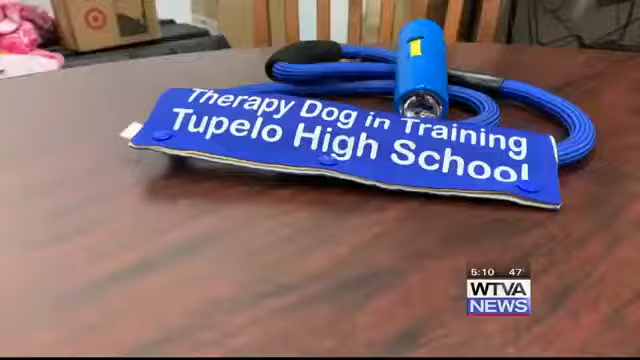 Therapy Dog in Training
Tupelo High School
5:10 47°
WTVA
NEWS